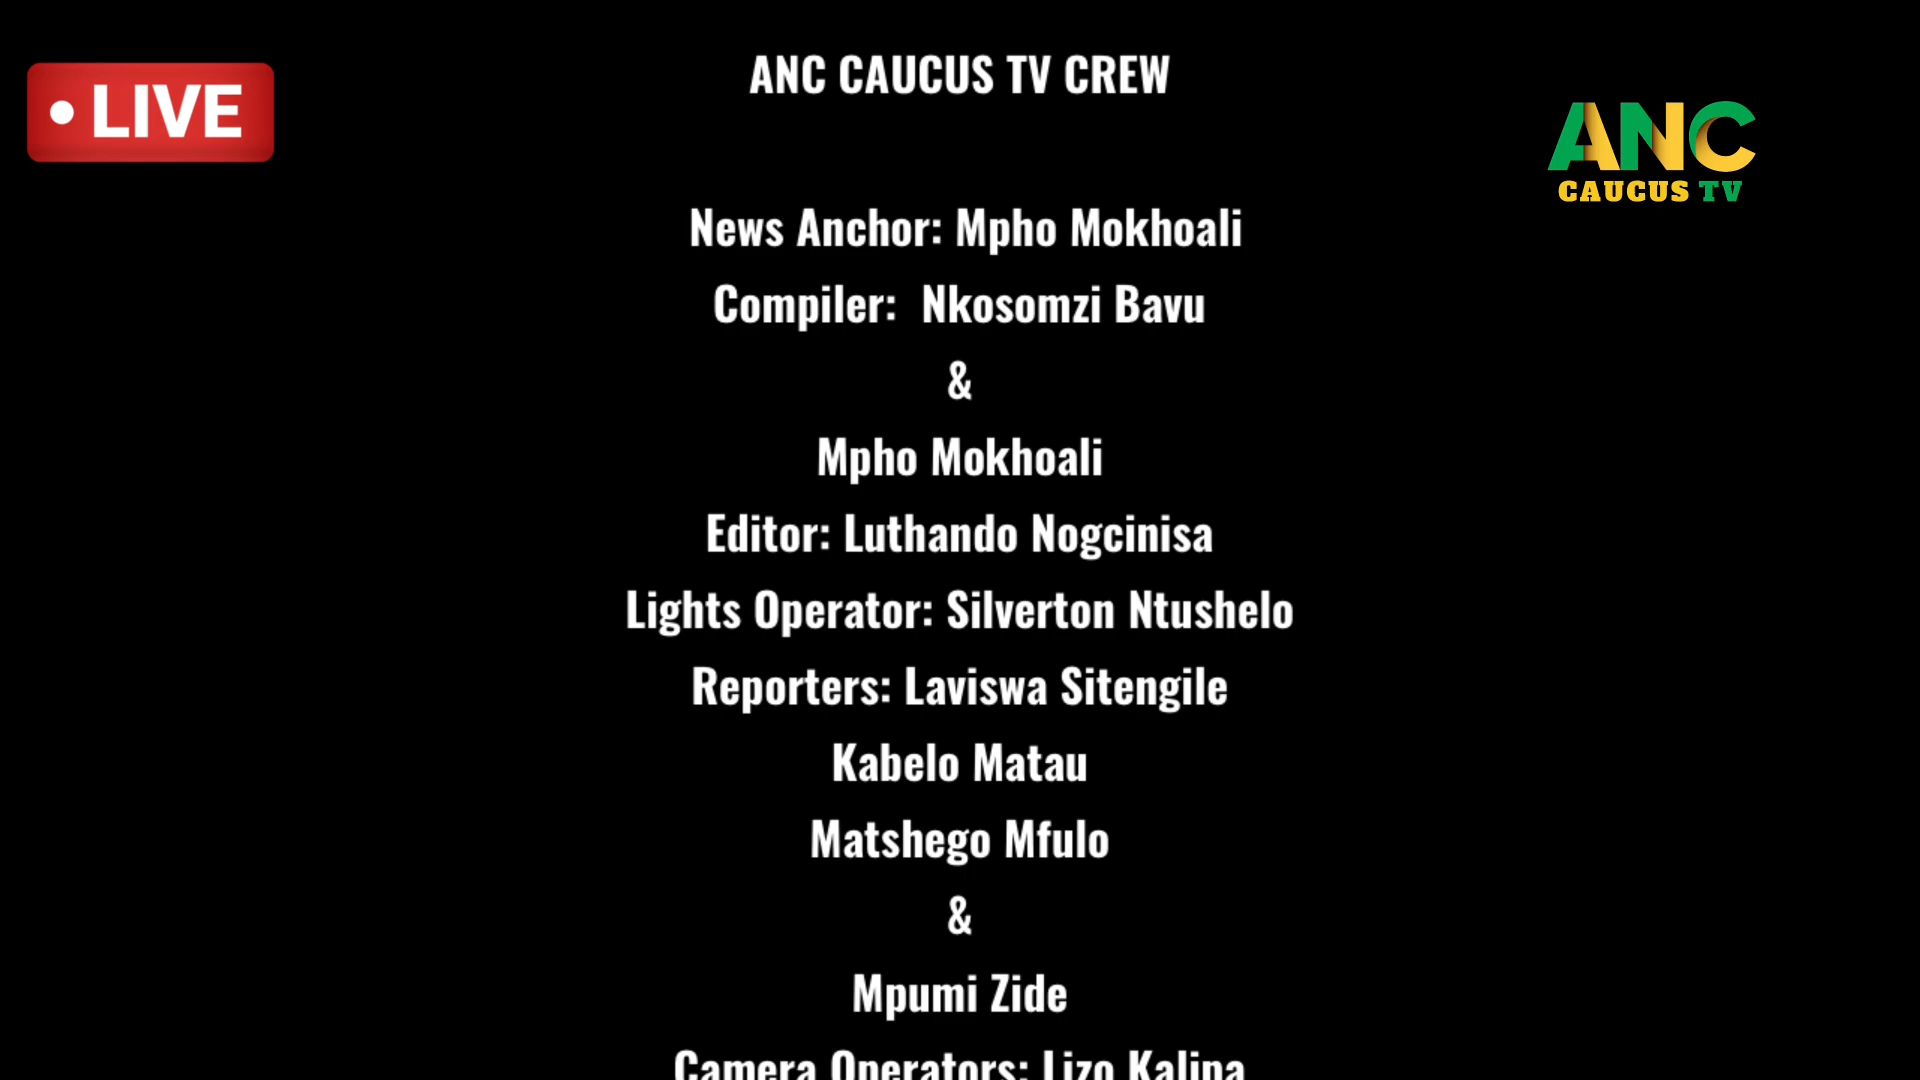 ANC CAUCUS TV CREW
• LIVE
ANC
CAUCUS TV
News Anchor: Mpho Mokhoali
Compiler: Nkosomzi Bavu
&
Mpho Mokhoali
Editor: Luthando Nogcinisa
Lights Operator: Silverton Ntushelo
Reporters: Laviswa Sitengile
Kabelo Matau
Matshego Mfulo
&
Mpumi Zide
Camera Operators: Lizo Kalipa